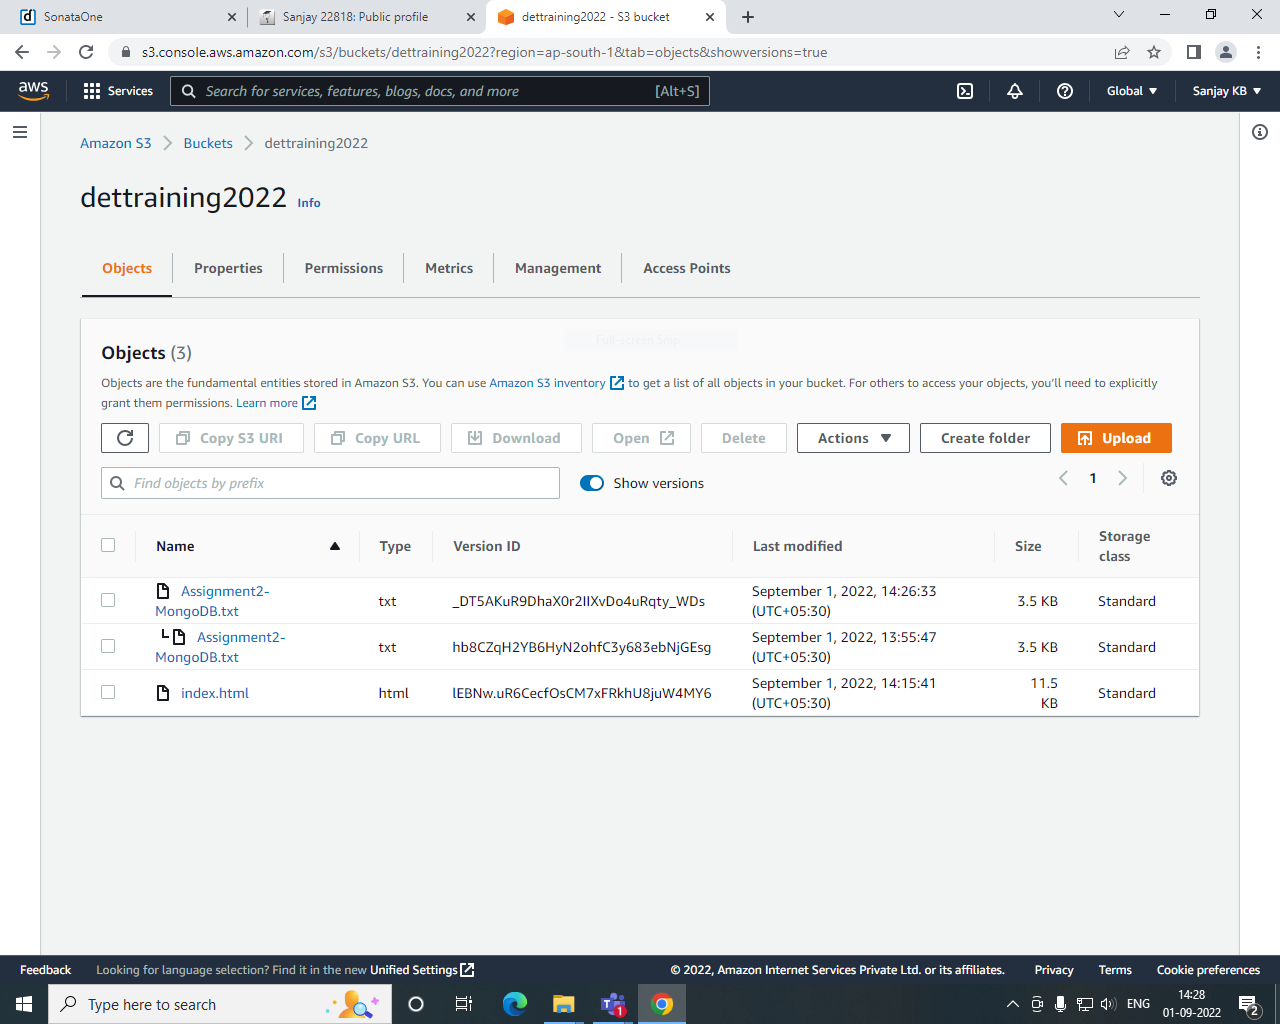 SonataOne
Sanjay 22818: Public profile
dettraining2022 - S3 bucket
s3.console.aws.amazon.com/s3/buckets/dettraining2022?region=ap-south-1&tab=objects&showversions=true
aws
Services
Search for services, features, blogs, docs, and more
[Alt+S]
Global
Sanjay KB
Amazon S3
Buckets
dettraining2022
dettraining2022
Info
Objects
Properties
Permissions
Metrics
Management
Access Points
Full-screen Snip
Objects (3)
Objects are the fundamental entities stored in Amazon S3. You can use Amazon S3 inventory to get a list of all objects in your bucket. For others to access your objects, you'll need to explicitly
grant them permissions. Learn more
Copy S3 URI
Copy URL
Download
Open
Delete
Actions
Create folder
Upload
Find objects by prefix
Show versions
1
Name
Type
Version ID
Last modified
Size
Storage
class
Assignment2-
MongoDB.txt
txt
_DT5AKuR9DhaX0r2IIXvDo4uRqty_WDs
September 1, 2022, 14:26:33
(UTC+05:30)
3.5 KB
Standard
Assignment2-
MongoDB.txt
txt
hb8CZqH2YB6HyN2ohfC3y683ebNjGEsg
September 1, 2022, 13:55:47
(UTC+05:30)
3.5 KB
Standard
index.html
html
lEBNw.uR6CecfOsCM7xFRkhU8juW4MY6
September 1, 2022, 14:15:41
(UTC+05:30)
11.5
KB
Standard
Feedback
Looking for language selection? Find it in the new Unified Settings
© 2022, Amazon Internet Services Private Ltd. or its affiliates.
Privacy
Terms
Cookie preferences
Type here to search
1
ENG
14:28
01-09-2022
2